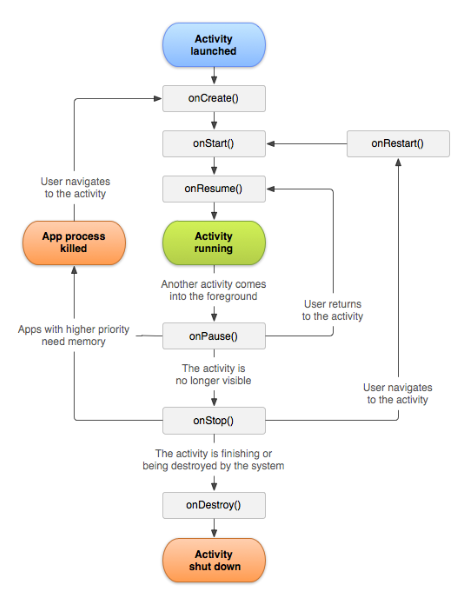 Activity
launched
onCreate()
onStart()
onRestart()
User navigates
to the activity
onResume()
App process
killed
Activity
running
Another activity comes
into the foreground
User returns
to the activity
Apps with higher priority
need memory
onPause()
The activity is
no longer visible
User navigates
to the activity
onStop()
The activity is finishing or
being destroyed by the system
onDestroy()
Activity
shut down